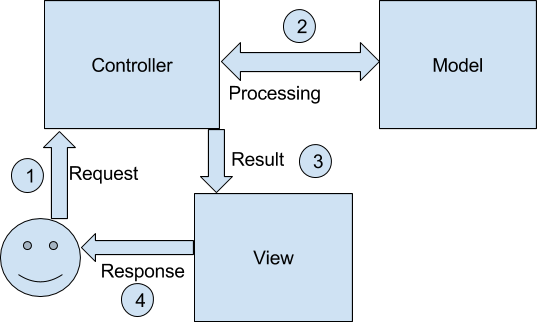 2
Controller
Model
Processing
1
Request
Result
3
View
Response
4